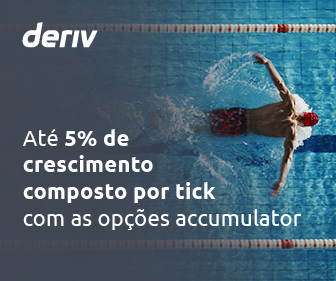 deriv
Até 5% de
crescimento
composto por tick
com as opções accumulator